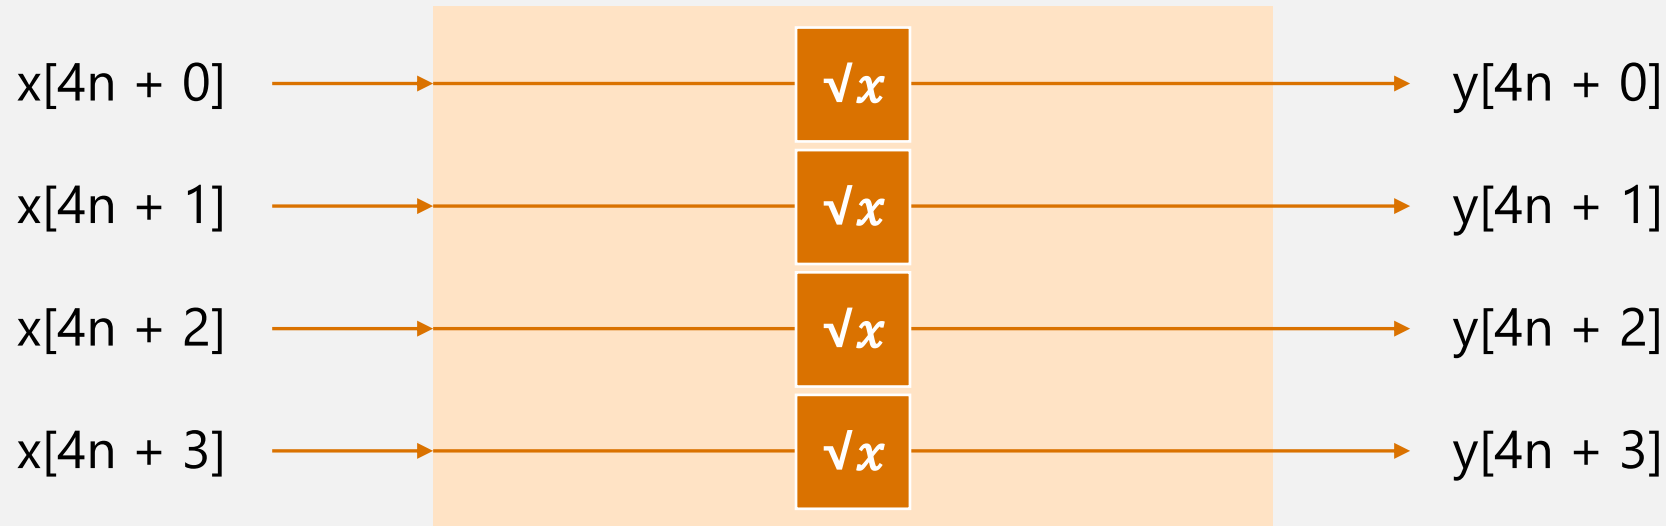 x[4n + 0] √x y[4n + 0]
x[4n + 1] √x y[4n + 1]
x[4n + 2] √x y[4n + 2]
x[4n + 3] √x y[4n + 3]